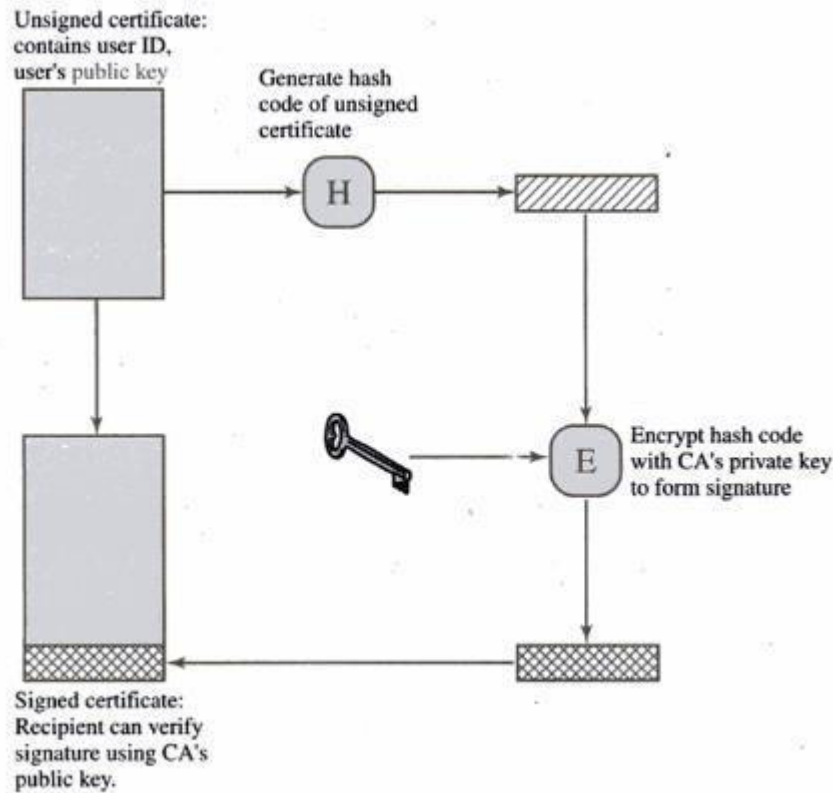 Unsigned certificate:
contains user ID,
user's public key
Generate hash
code of unsigned
certificate
H
E
Encrypt hash code
with CA's private key
to form signature
Signed certificate:
Recipient can verify
signature using CA's
public key.